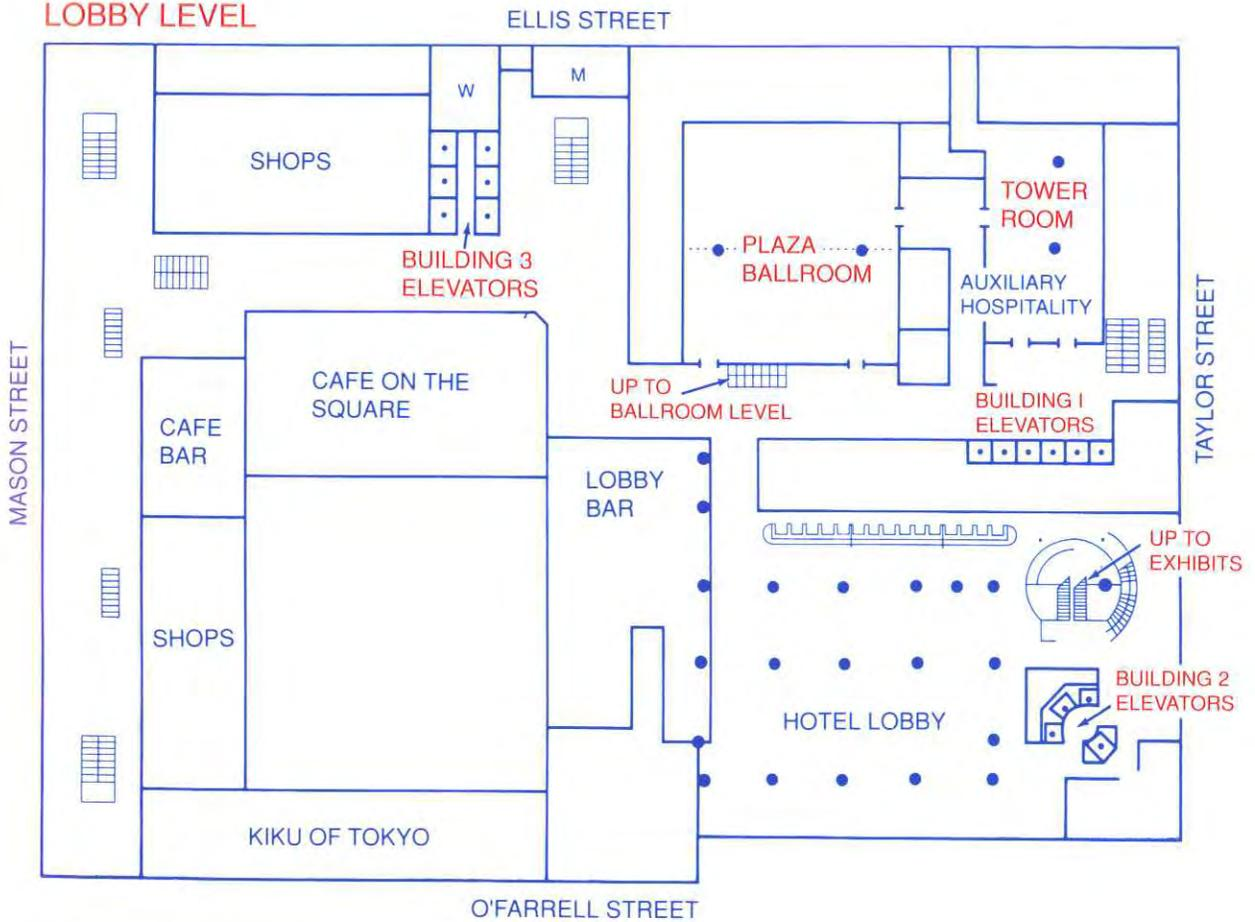 LOBBY LEVEL
ELLIS STREET
W
M
SHOPS
TOWER
ROOM
PLAZA
BALLROOM
BUILDING 3
ELEVATORS
AUXILIARY
HOSPITALITY
TAYLOR STREET
MASON STREET
CAFE ON THE
SQUARE
UP TO
BALLROOM LEVEL
BUILDING I
ELEVATORS
CAFE
BAR
LOBBY
BAR
UP TO
EXHIBITS
SHOPS
BUILDING 2
ELEVATORS
HOTEL LOBBY
KIKU OF TOKYO
O'FARRELL STREET